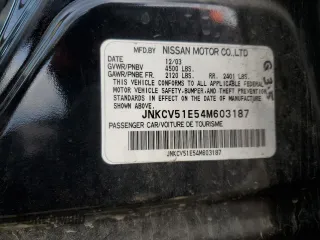 MFD.BY NISSAN MOTOR CO.,LTD
DATE 12/03
GVWR/PNBV 4500 LBS.
GAWR/PNBE FR. 2120 LBS. RR. 2401 LBS.
THIS VEHICLE CONFORMS TO ALL APPLICABLE FEDERAL
MOTOR VEHICLE SAFETY,BUMPER,AND THEFT PREVENTION
STANDARDS IN EFFECT ON THE DATE OF MANUFACTURE
SHOWN ABOVE.
JNKCV51E54M603187
PASSENGER CAR/VOITURE DE TOURISME
JNKCV51E54M603187
G35